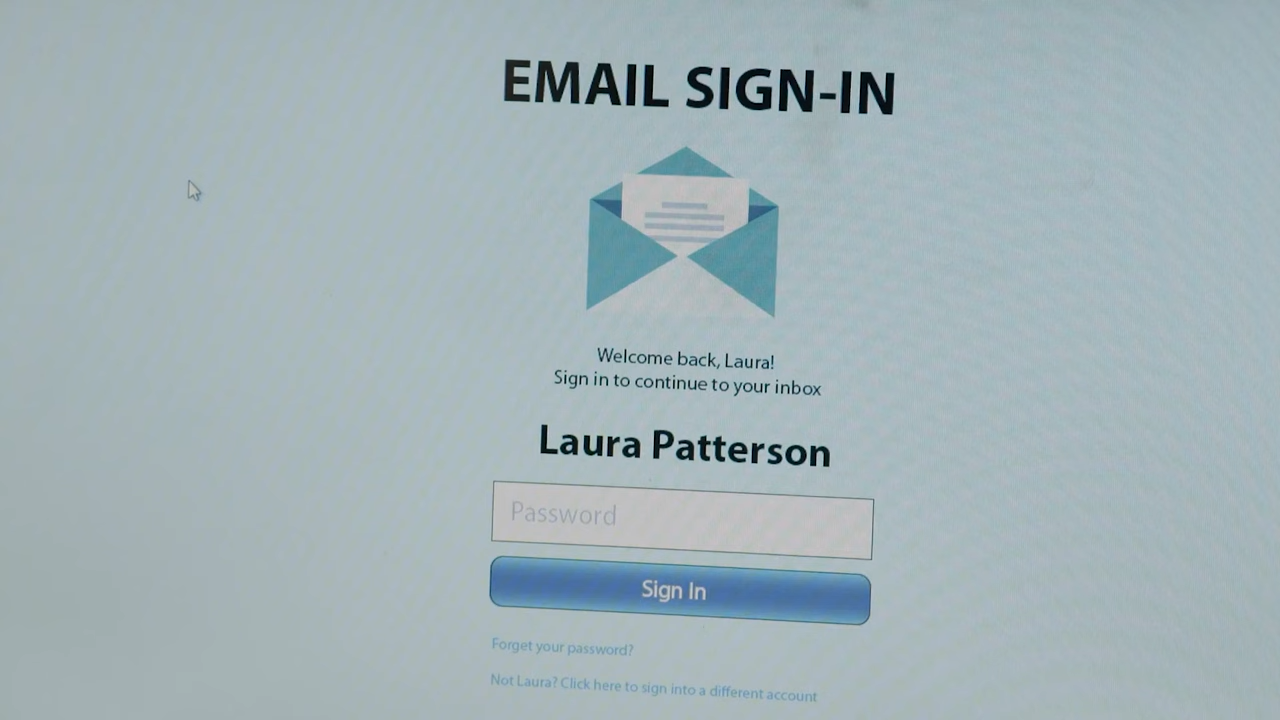 EMAIL SIGN-IN
Welcome back, Laura!
Sign in to continue to your inbox
Laura Patterson
Password
Sign In
Forget your password?
Not Laura? Click here to sign into a different account